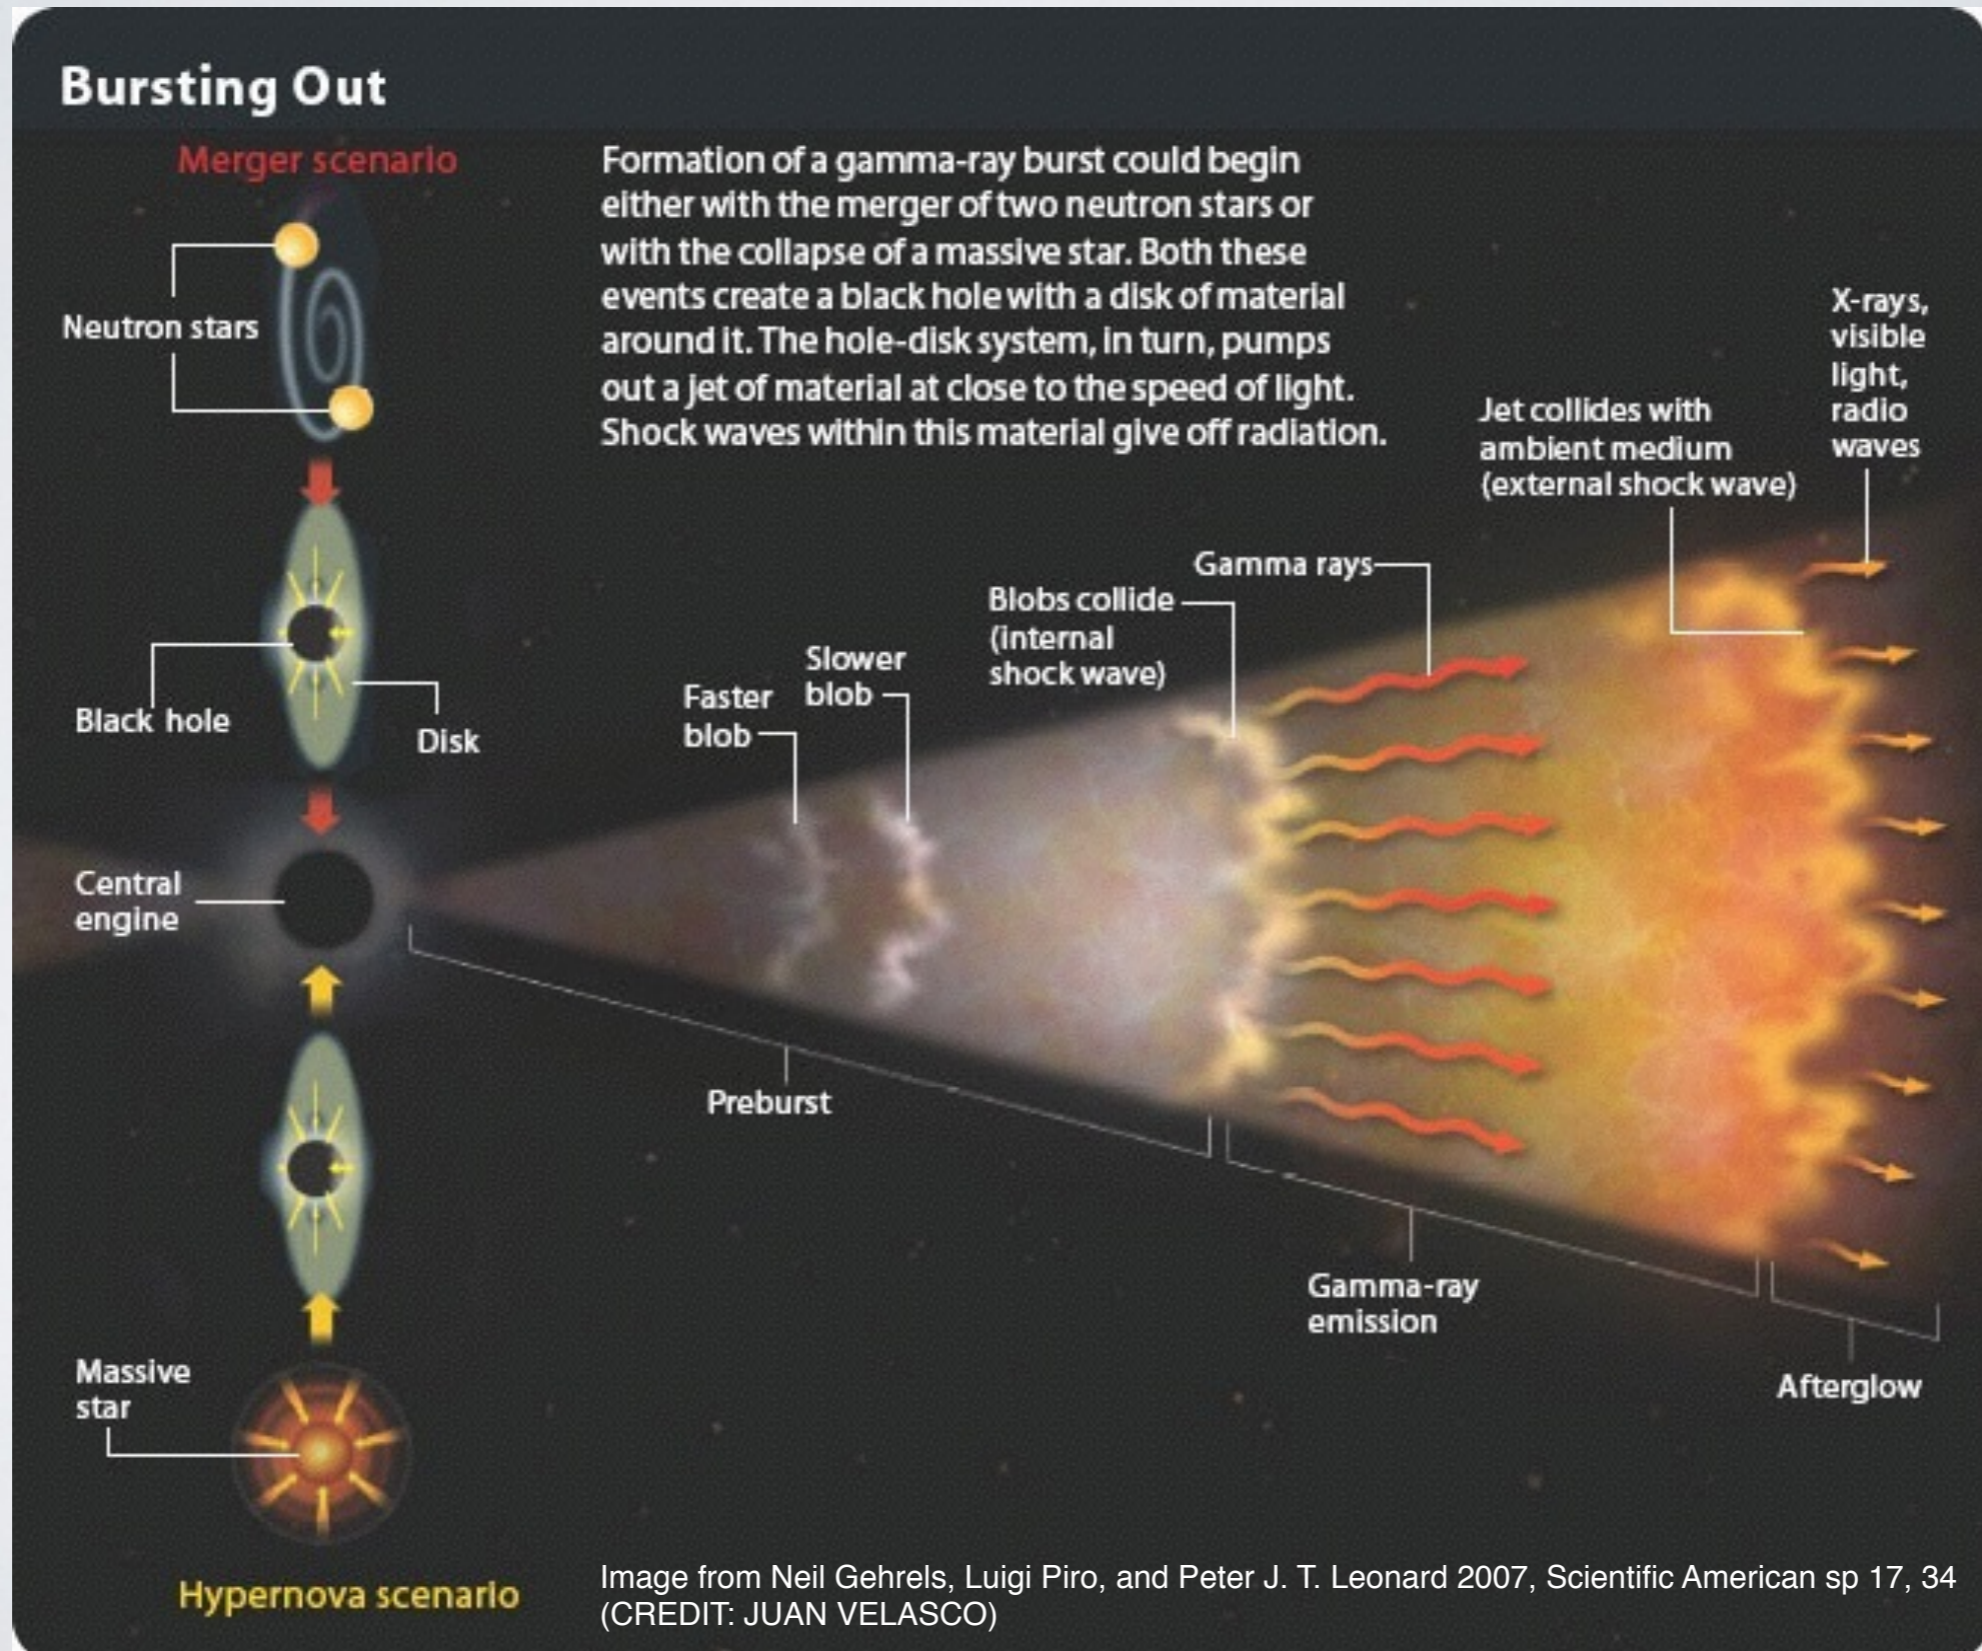 Bursting Out
Merger scenario
Formation of a gamma-ray burst could begin
either with the merger of two neutron stars or
with the collapse of a massive star. Both these
events create a black hole with a disk of material
around it. The hole-disk system, in turn, pumps
out a jet of material at close to the speed of light.
Shock waves within this material give off radiation.
Neutron stars
X-rays,
visible
light,
radio
waves
Jet collides with
ambient medium
(external shock wave)
Gamma rays
Blobs collide
(internal
shock wave)
Slower
blob
Faster
blob
Black hole
Disk
Central
engine
Preburst
Gamma-ray
emission
Afterglow
Massive
star
Hypernova scenario
Image from Neil Gehrels, Luigi Piro, and Peter J. T. Leonard 2007, Scientific American sp 17, 34
(CREDIT: JUAN VELASCO)